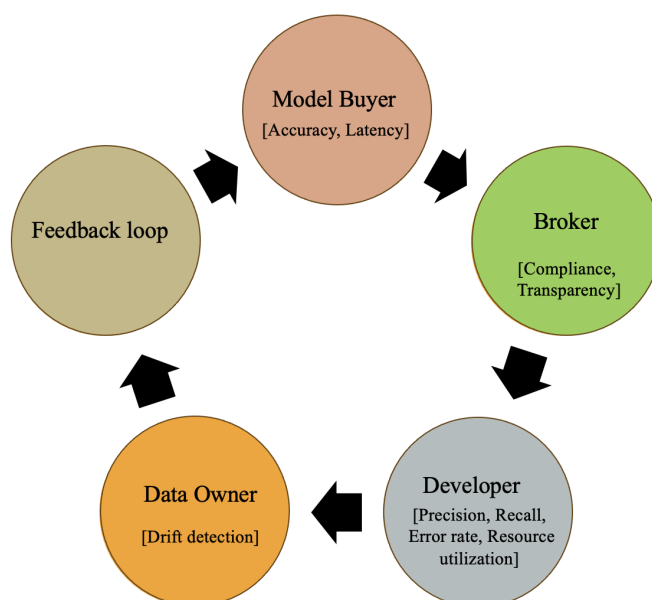 Model Buyer
[Accuracy, Latency]
Feedback loop
Broker
[Compliance,
Transparency]
Developer
[Precision, Recall,
Error rate, Resource
utilization]
Data Owner
[Drift detection]